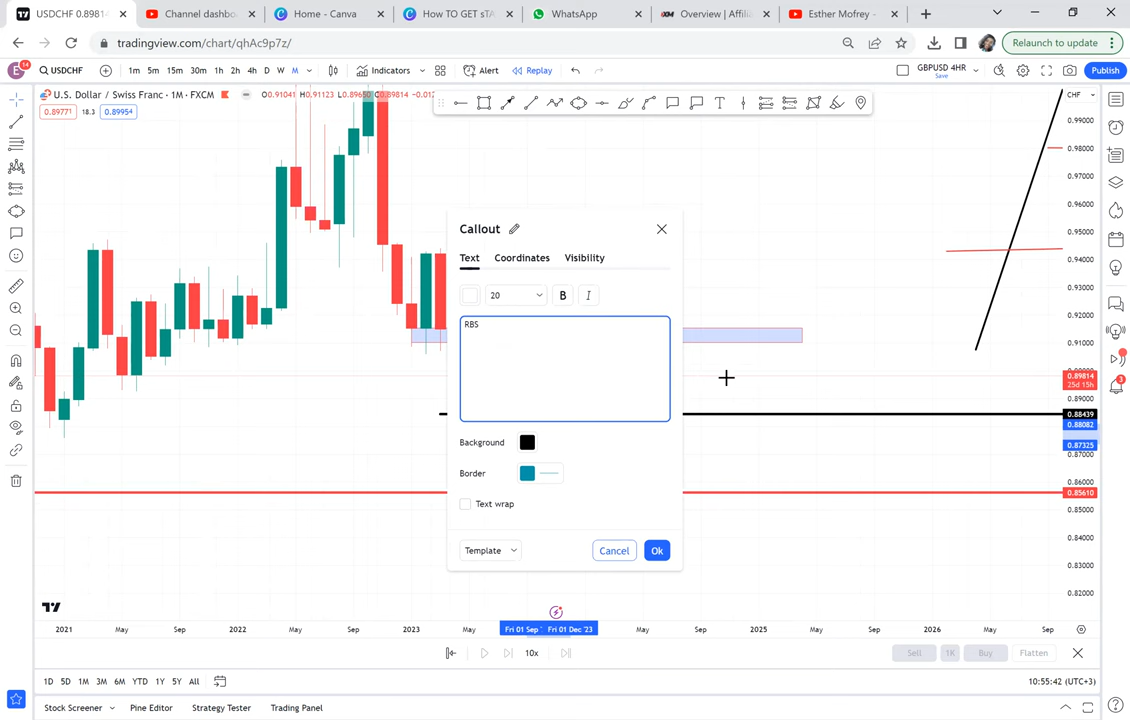 USDCHF 0.8981
Channel dashbo
Home - Canva
How TO GET sTA
WhatsApp
Overview | Affili
Esther Mofrey -
tradingview.com/chart/qhAc9p7z/
Relaunch to update
E 14 USDCHF 1m 5m 15m 30m 1h 2h 4h D W M Indicators Alert Replay GBPUSD 4HR Save Publish
U.S. Dollar / Swiss Franc · 1M · FXCM O0.91041 H0.91123 L0.89650 C0.89814 -0.01
0.89771 18.3 0.89954
CHF
0.99000
0.98000
0.97000
0.96000
0.95000
0.94000
0.93000
0.92000
0.91000
0.89814
25d 15h
0.89000
0.88439
0.88082
0.87325
0.87000
0.86000
0.85610
0.85000
0.84000
0.83000
0.82000
Callout
Text Coordinates Visibility
20 B I
RBS
Background
Border
Text wrap
Template Cancel Ok
2021 May Sep 2022 May Sep 2023 May Fri 01 Sep ' Fri 01 Dec '23 May Sep 2025 May Sep 2026 May Sep
10x Sell 1K Buy Flatten
1D 5D 1M 3M 6M YTD 1Y 5Y All 10:55:42 (UTC+3)
Stock Screener Pine Editor Strategy Tester Trading Panel